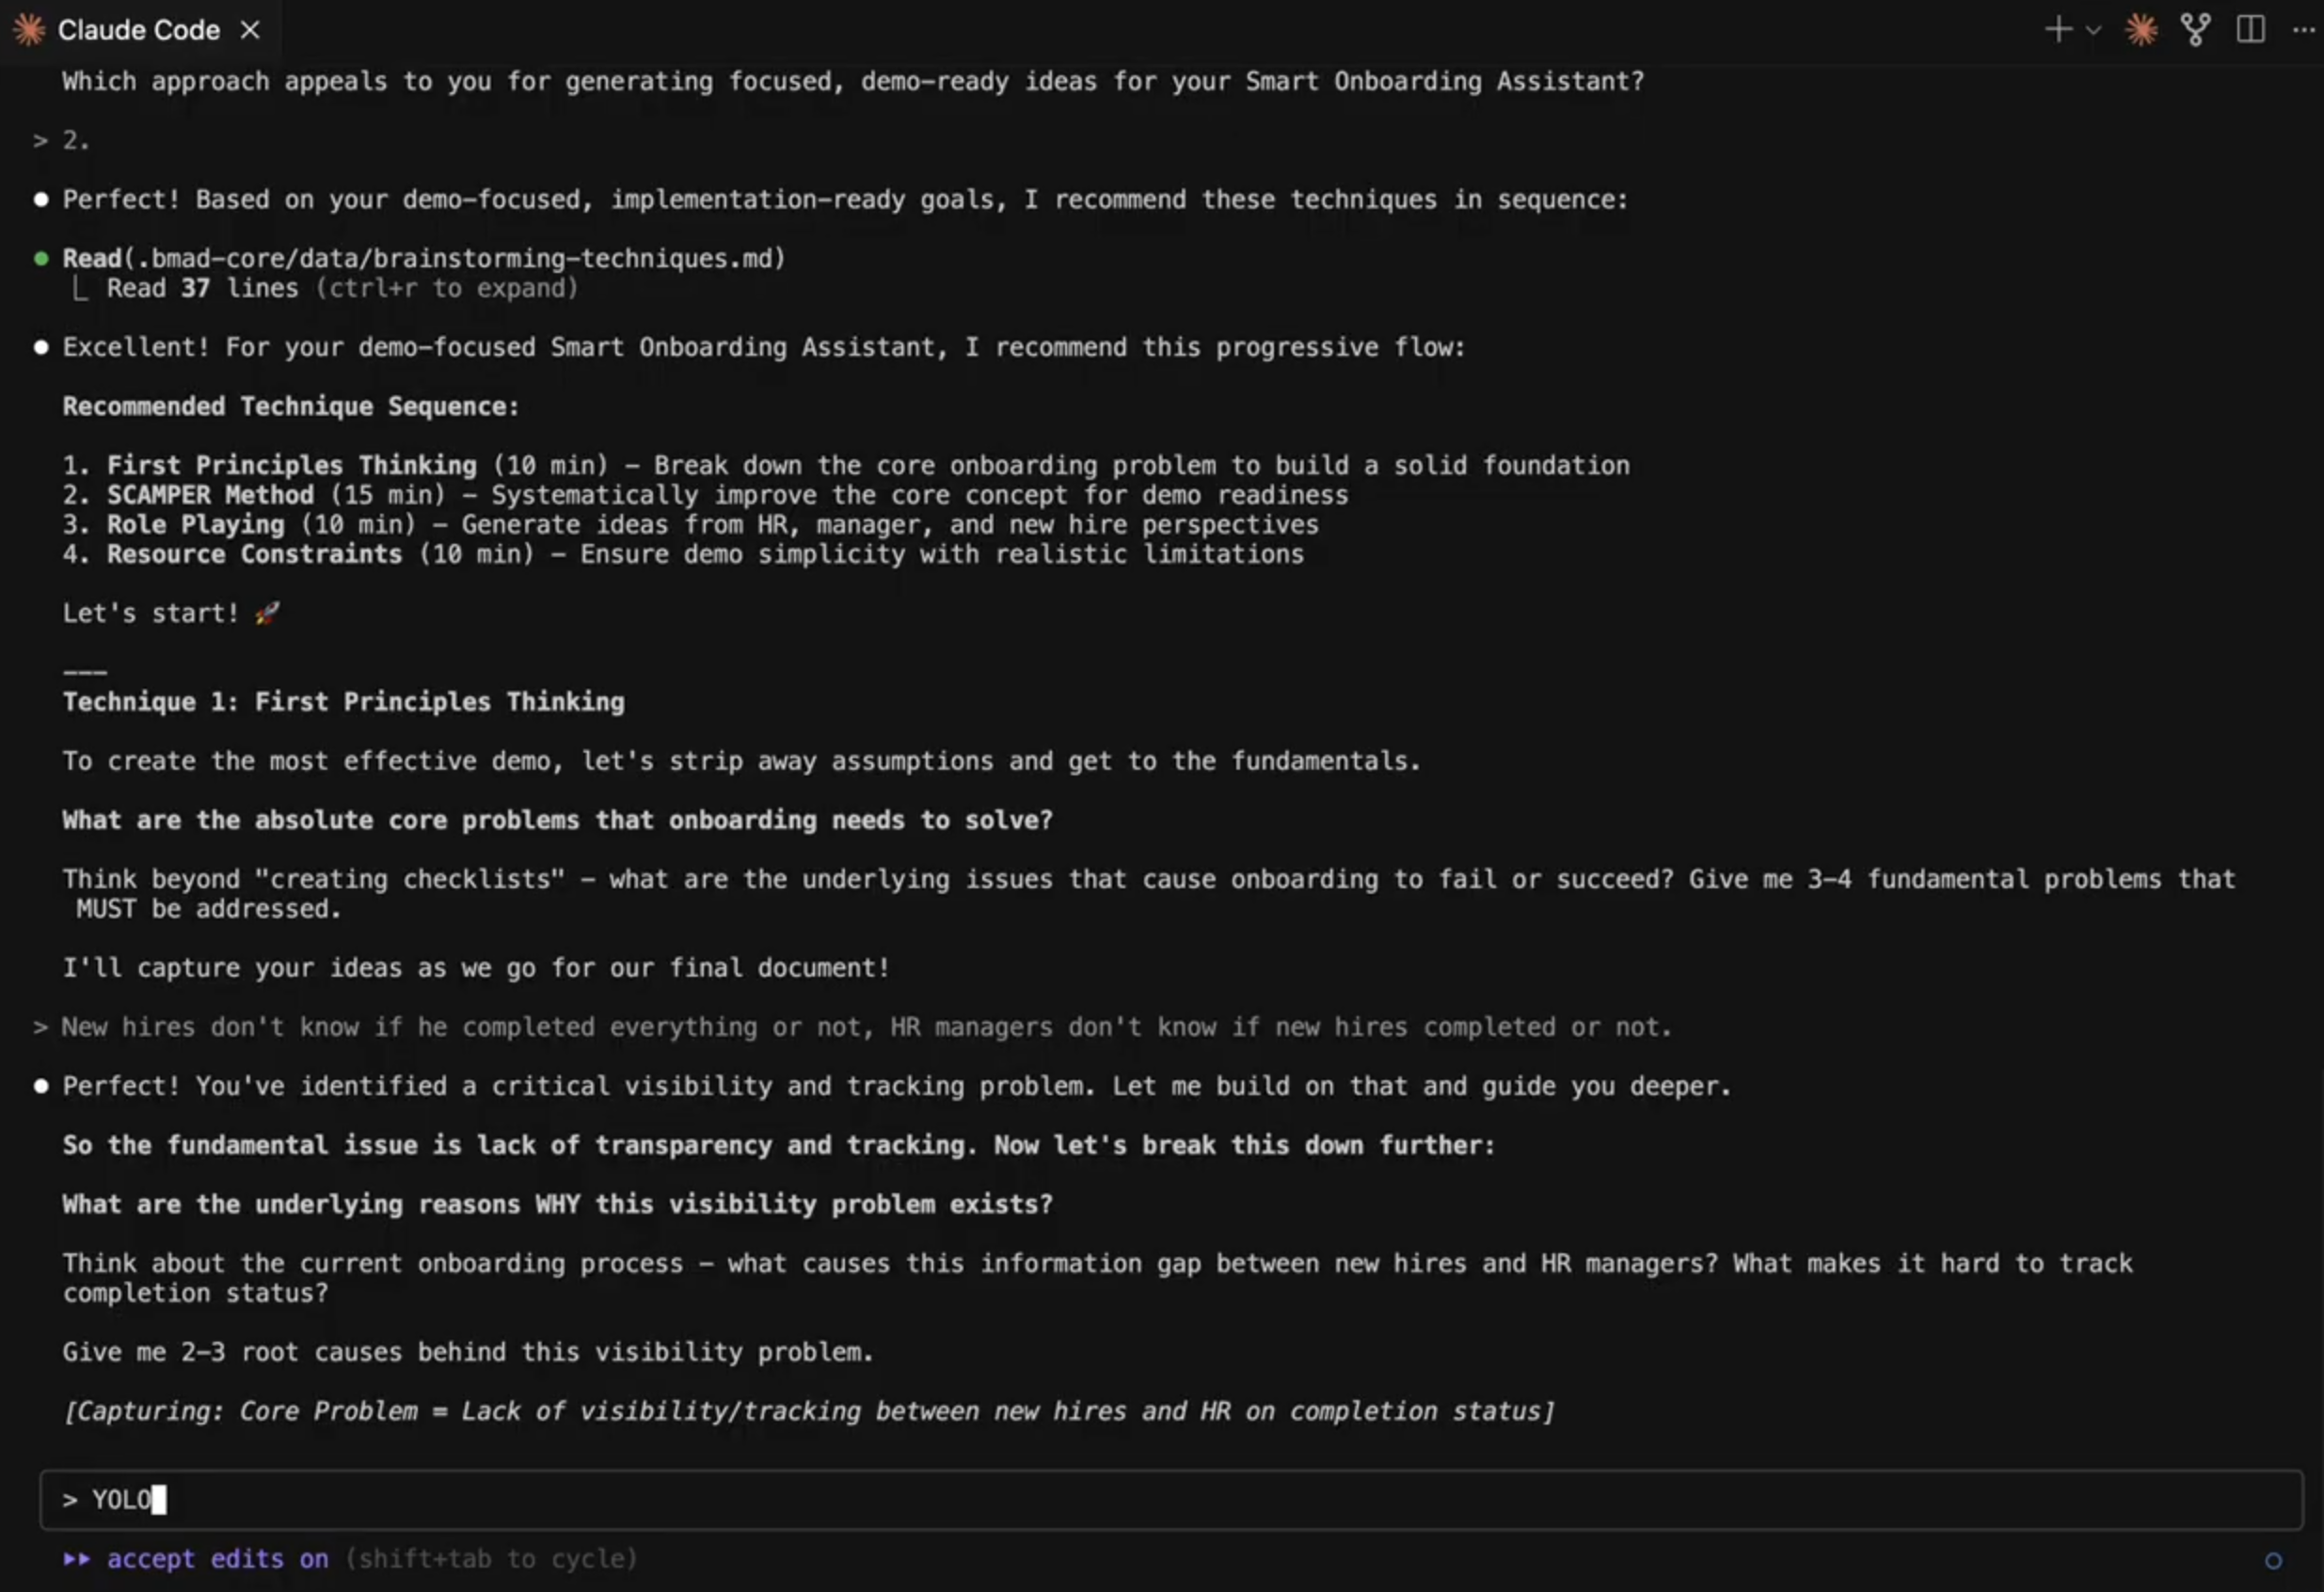 Claude Code
Which approach appeals to you for generating focused, demo-ready ideas for your Smart Onboarding Assistant?
> 2.
Perfect! Based on your demo-focused, implementation-ready goals, I recommend these techniques in sequence:
Read(.bmad-core/data/brainstorming-techniques.md)
Read 37 lines (ctrl+r to expand)
Excellent! For your demo-focused Smart Onboarding Assistant, I recommend this progressive flow:
Recommended Technique Sequence:
1. First Principles Thinking (10 min) – Break down the core onboarding problem to build a solid foundation
2. SCAMPER Method (15 min) – Systematically improve the core concept for demo readiness
3. Role Playing (10 min) – Generate ideas from HR, manager, and new hire perspectives
4. Resource Constraints (10 min) – Ensure demo simplicity with realistic limitations
Let's start! 🚀
---
Technique 1: First Principles Thinking
To create the most effective demo, let's strip away assumptions and get to the fundamentals.
What are the absolute core problems that onboarding needs to solve?
Think beyond "creating checklists" – what are the underlying issues that cause onboarding to fail or succeed? Give me 3-4 fundamental problems that
MUST be addressed.
I'll capture your ideas as we go for our final document!
> New hires don't know if he completed everything or not, HR managers don't know if new hires completed or not.
Perfect! You've identified a critical visibility and tracking problem. Let me build on that and guide you deeper.
So the fundamental issue is lack of transparency and tracking. Now let's break this down further:
What are the underlying reasons WHY this visibility problem exists?
Think about the current onboarding process – what causes this information gap between new hires and HR managers? What makes it hard to track
completion status?
Give me 2-3 root causes behind this visibility problem.
[Capturing: Core Problem = Lack of visibility/tracking between new hires and HR on completion status]
> YOLO
accept edits on (shift+tab to cycle)